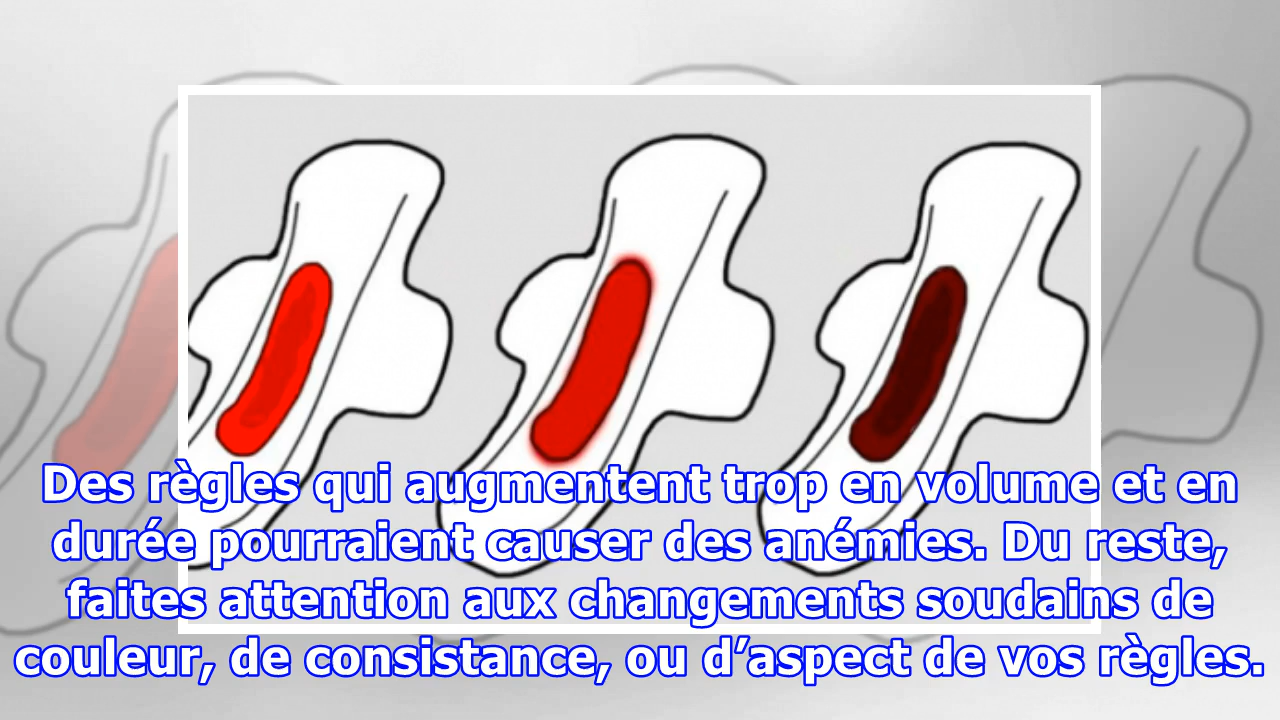 Des règles qui augmentent trop en volume et en
durée pourraient causer des anémies. Du reste,
faites attention aux changements soudains de
couleur, de consistance, ou d’aspect de vos règles.